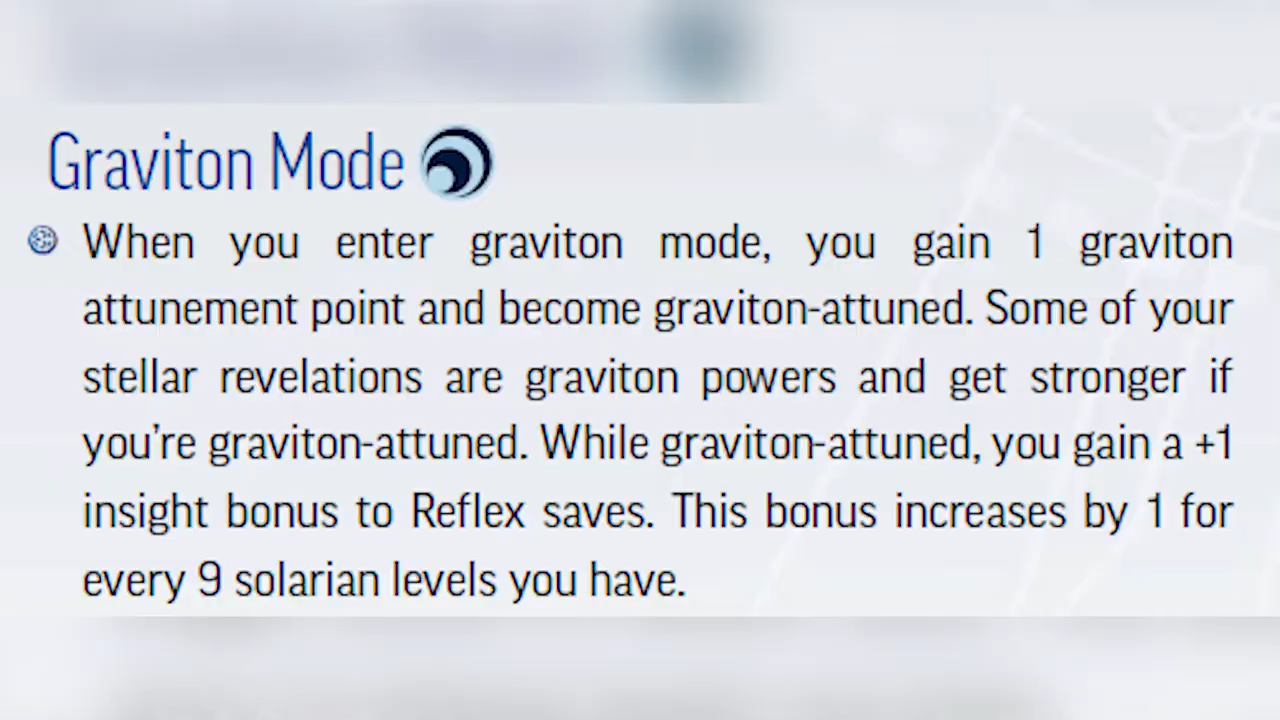 Graviton Mode
When you enter graviton mode, you gain 1 graviton
attunement point and become graviton-attuned. Some of your
stellar revelations are graviton powers and get stronger if
you're graviton-attuned. While graviton-attuned, you gain a +1
insight bonus to Reflex saves. This bonus increases by 1 for
every 9 solarian levels you have.